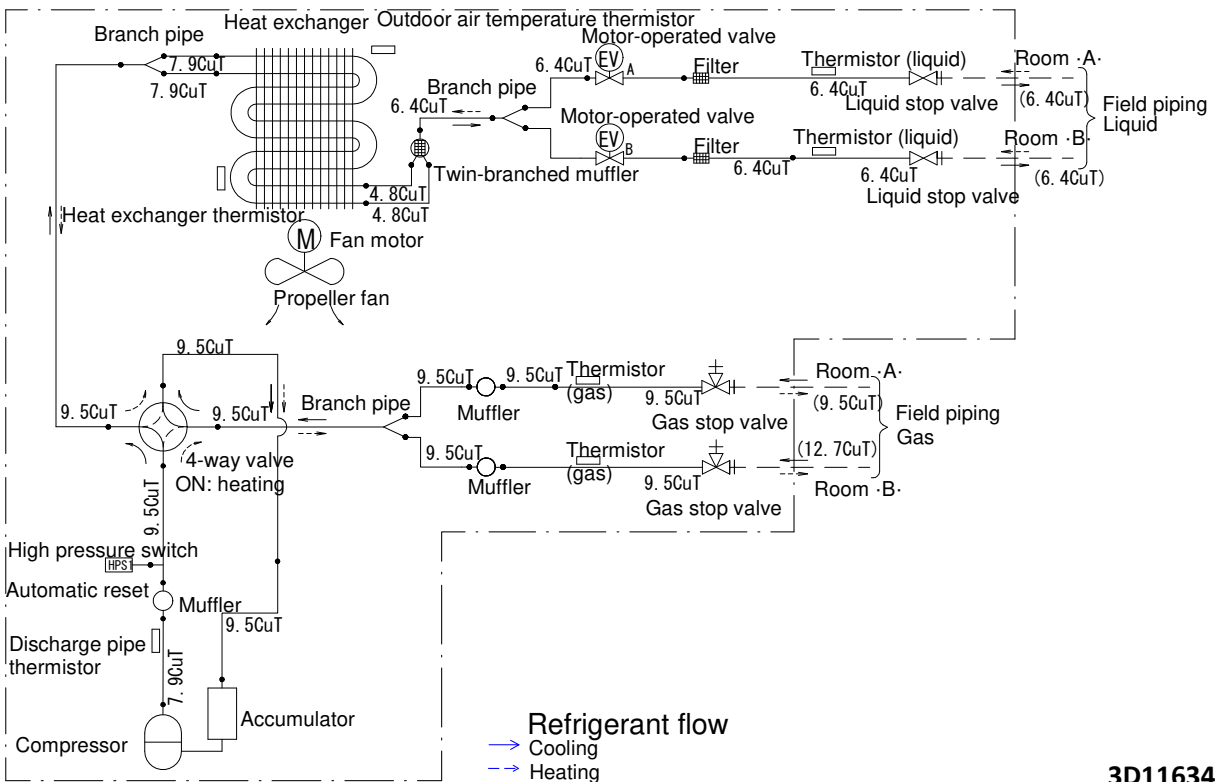 Heat exchanger
Outdoor air temperature thermistor
Branch pipe
7.9CuT
7.9CuT
Motor-operated valve
EV
A
6.4CuT
Filter
Thermistor (liquid)
6.4CuT
Liquid stop valve
Room ·A·
(6.4CuT)
Field piping
Liquid
Branch pipe
6.4CuT
Motor-operated valve
EV
B
Filter
6.4CuT
Thermistor (liquid)
6.4CuT
Liquid stop valve
Room ·B·
(6.4CuT)
Twin-branched muffler
4.8CuT
4.8CuT
Heat exchanger thermistor
M
Fan motor
Propeller fan
9.5CuT
9.5CuT
9.5CuT
4-way valve
ON: heating
Branch pipe
9.5CuT
Muffler
9.5CuT
Thermistor
(gas)
9.5CuT
Gas stop valve
Room ·A·
(9.5CuT)
Field piping
Gas
9.5CuT
Muffler
Thermistor
(gas)
9.5CuT
Gas stop valve
(12.7CuT)
Room ·B·
9.5CuT
High pressure switch
HPS1
Automatic reset
Muffler
9.5CuT
Discharge pipe
thermistor
7.9CuT
Compressor
Accumulator
Refrigerant flow
Cooling
Heating
3D11634